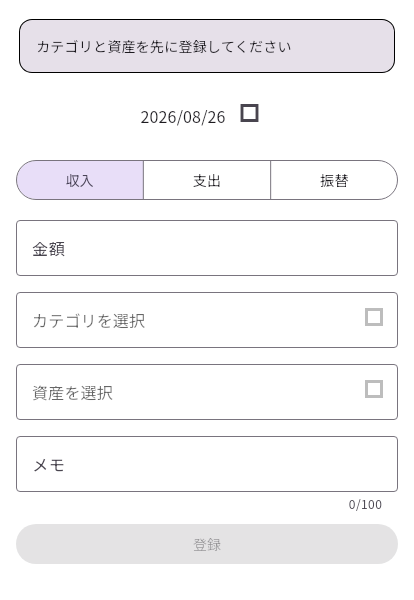 カテゴリと資産を先に登録してください
2026/08/26
収入
支出
振替
金額
カテゴリを選択
資産を選択
メモ
0/100
登録